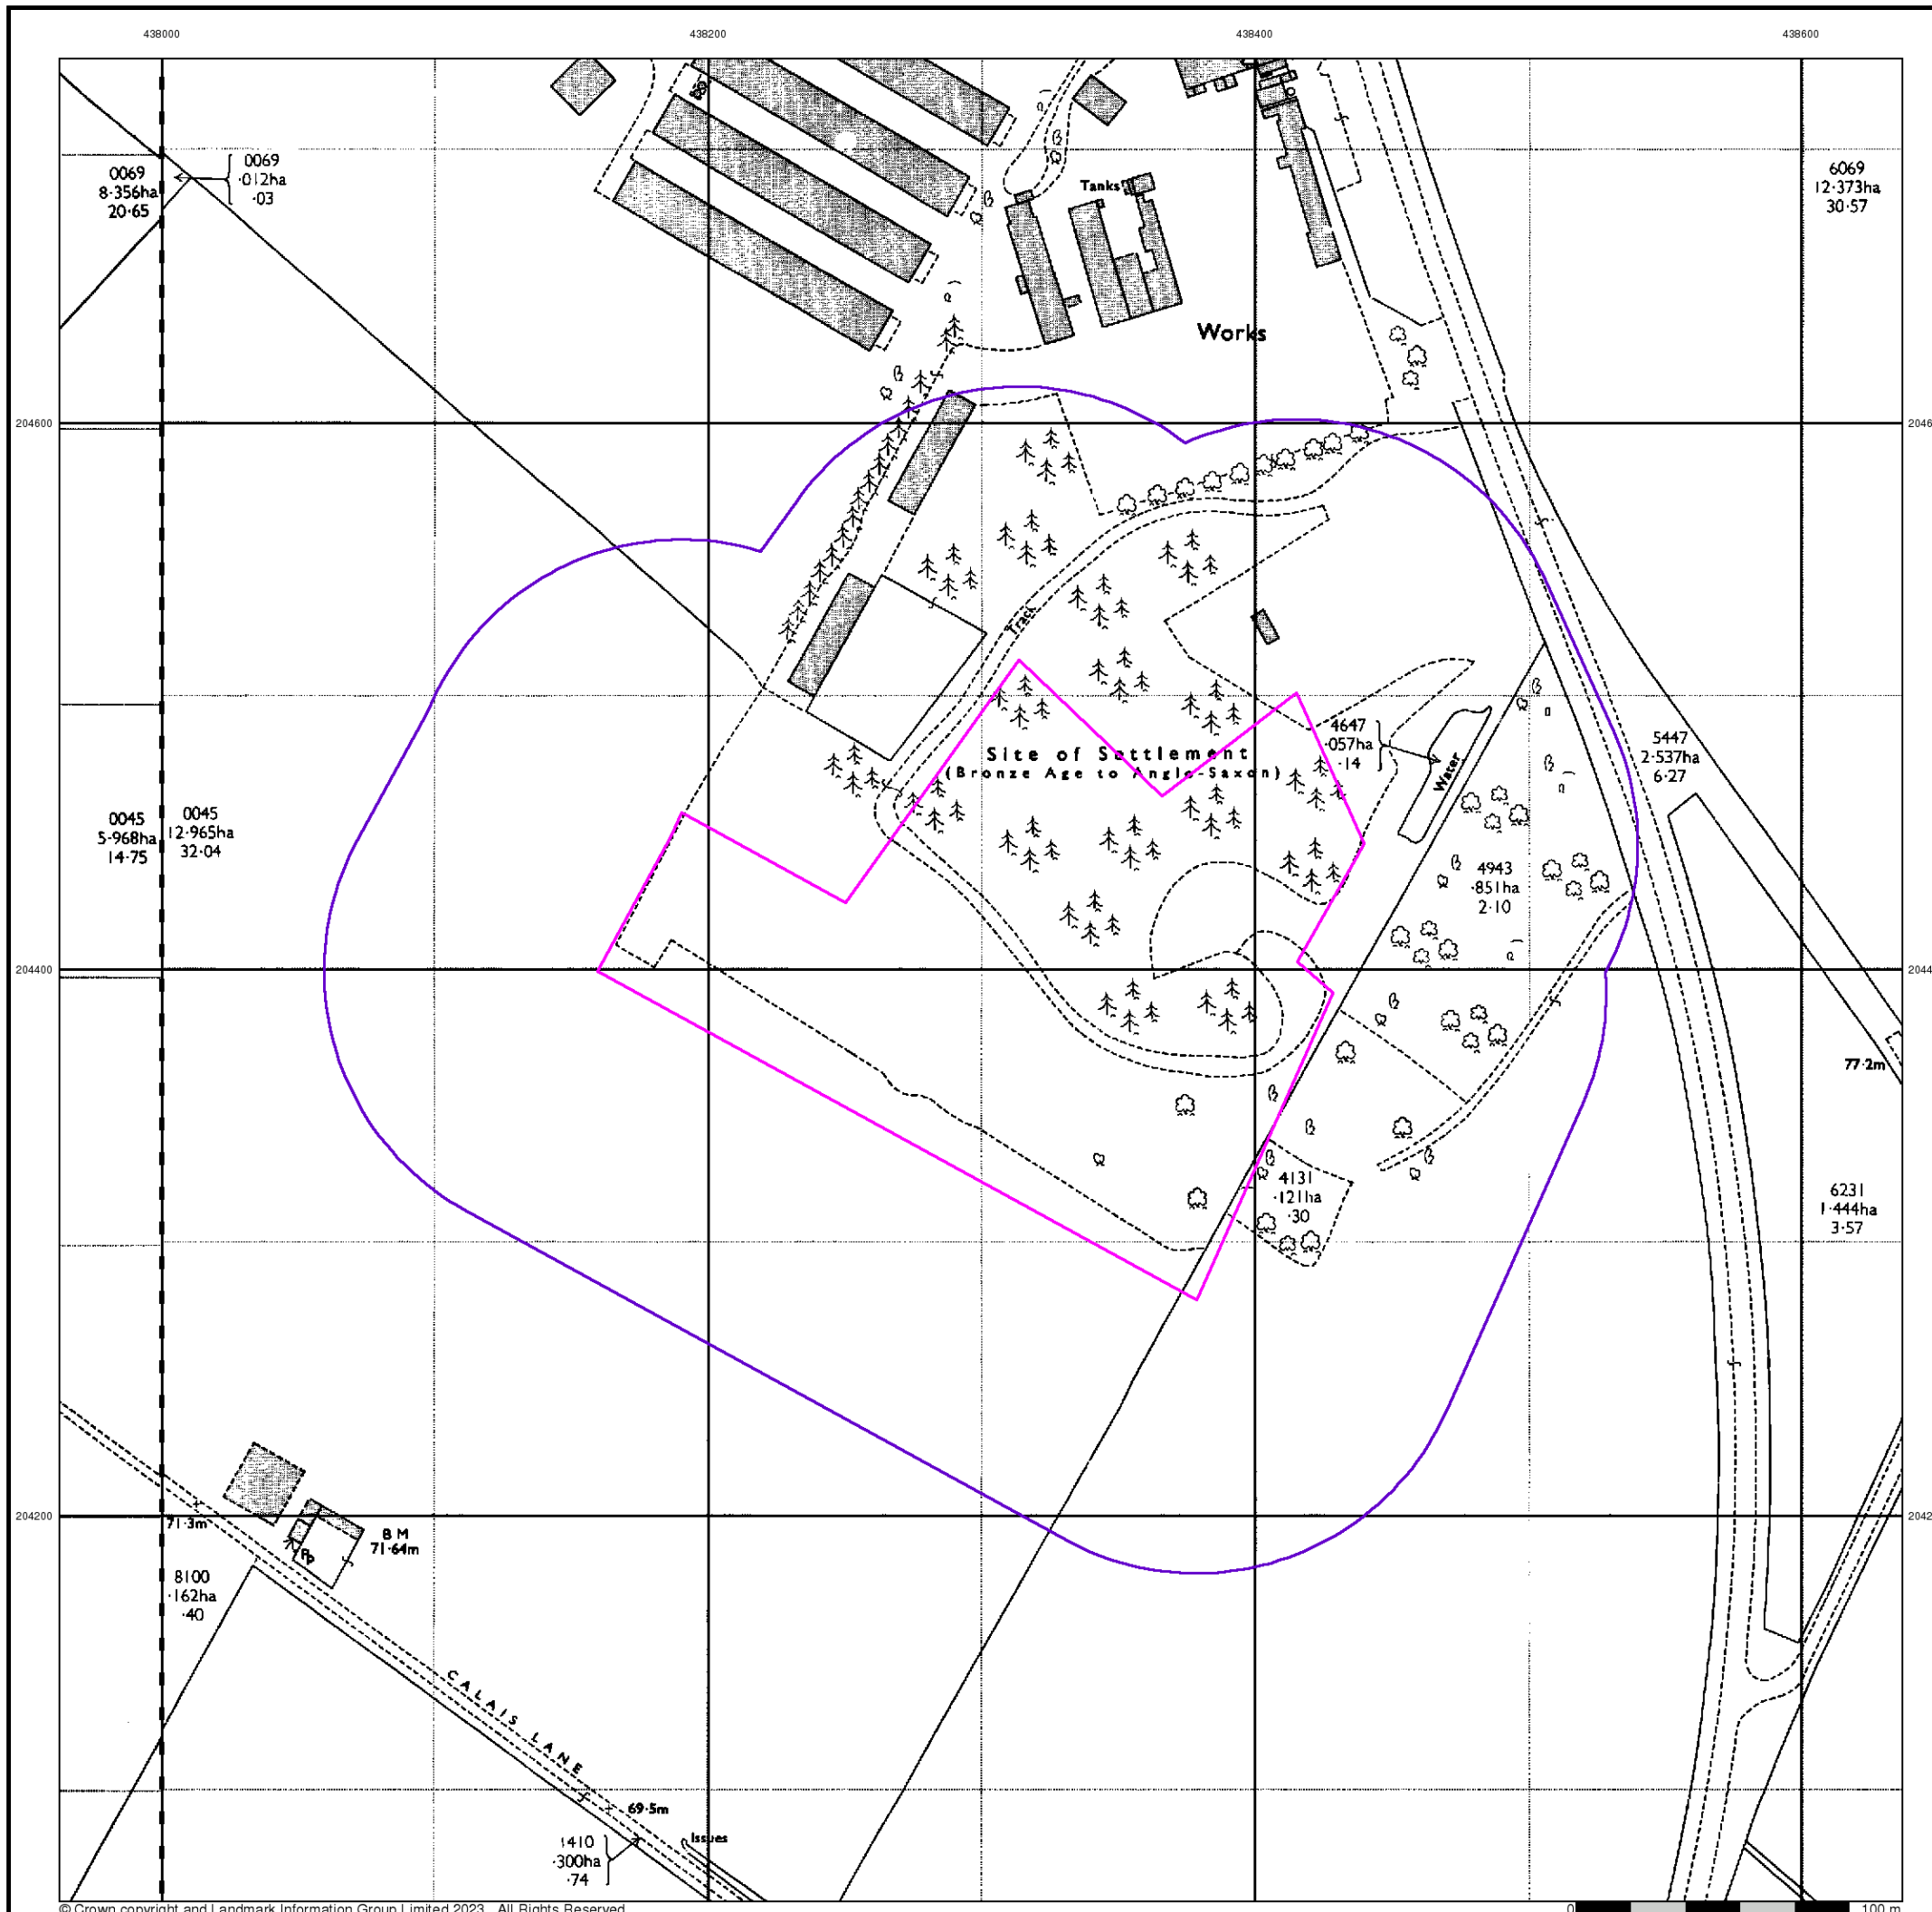 438000
438200
438400
438600
0069
8·356ha
20·65
0069
·012ha
·03
Tanks
6069
12·373ha
30·57
Works
204600
2046
Track
Site of Settlement
(Bronze Age to Anglo-Saxon)
4647
·057ha
·14
Water
5447
2·537ha
6·27
0045
5·968ha
14·75
0045
12·965ha
32·04
4943
·851ha
2·10
204400
2044
77·2m
4131
·121ha
·30
6231
1·444ha
3·57
204200
2042
71·3m
B M
71·64m
8100
·162ha
·40
CALAIS LANE
69·5m
Issues
1410
·300ha
·74
© Crown copyright and Landmark Information Group Limited 2023. All Rights Reserved.
0
100 m